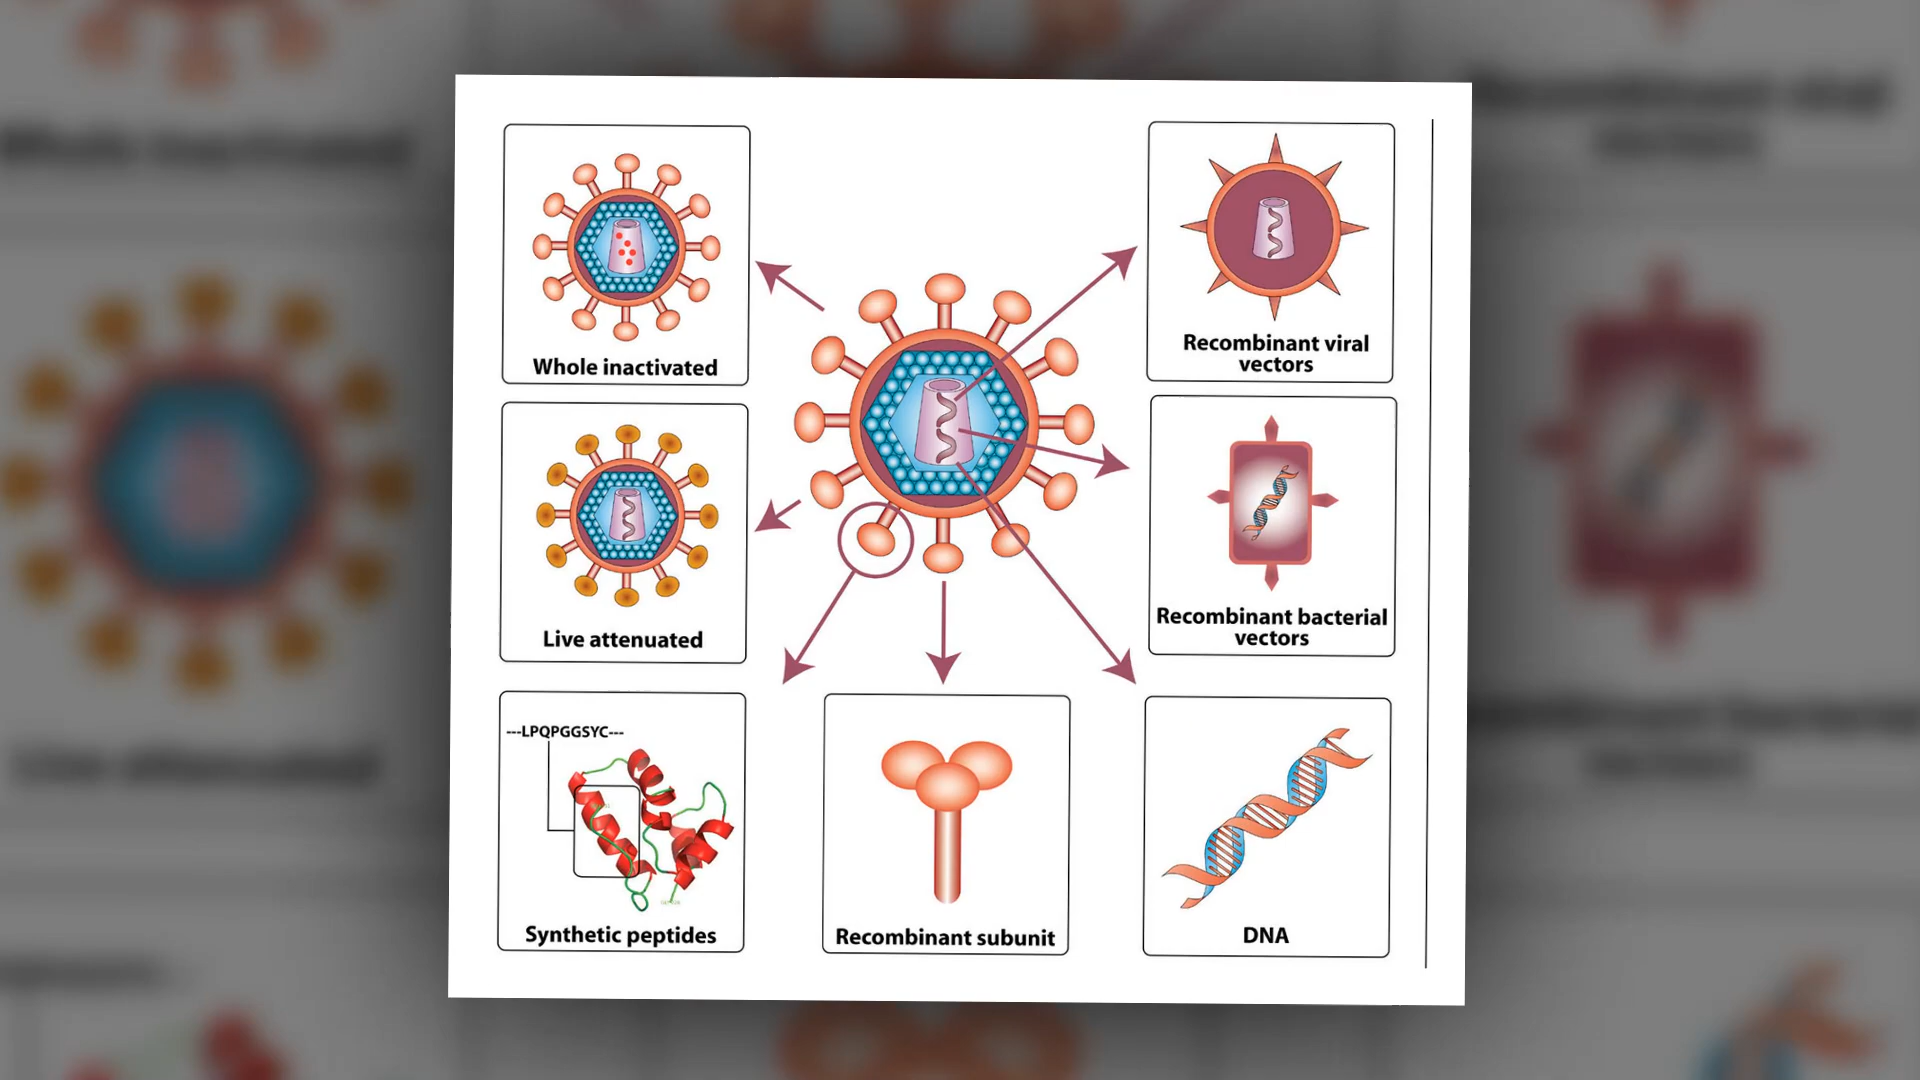 Whole inactivated
Recombinant viral
vectors
Live attenuated
Recombinant bacterial
vectors
---LPQPGGSYC---
Synthetic peptides
Recombinant subunit
DNA